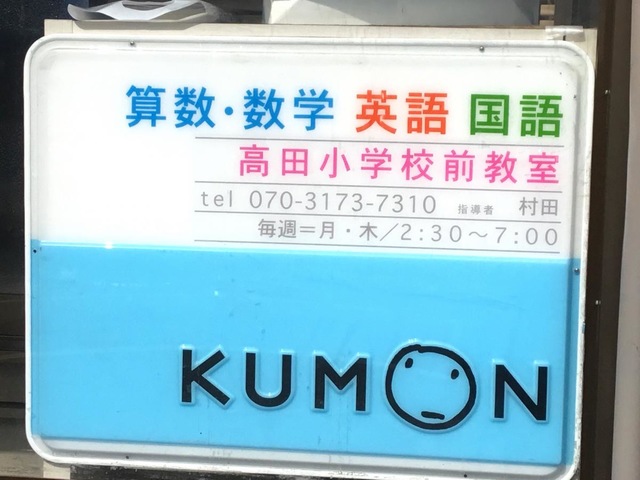 算数・数学 英語 国語
高田小学校前教室
tel 070-3173-7310 指導者 村田
毎週＝月・木／2:30～7:00
KUMON